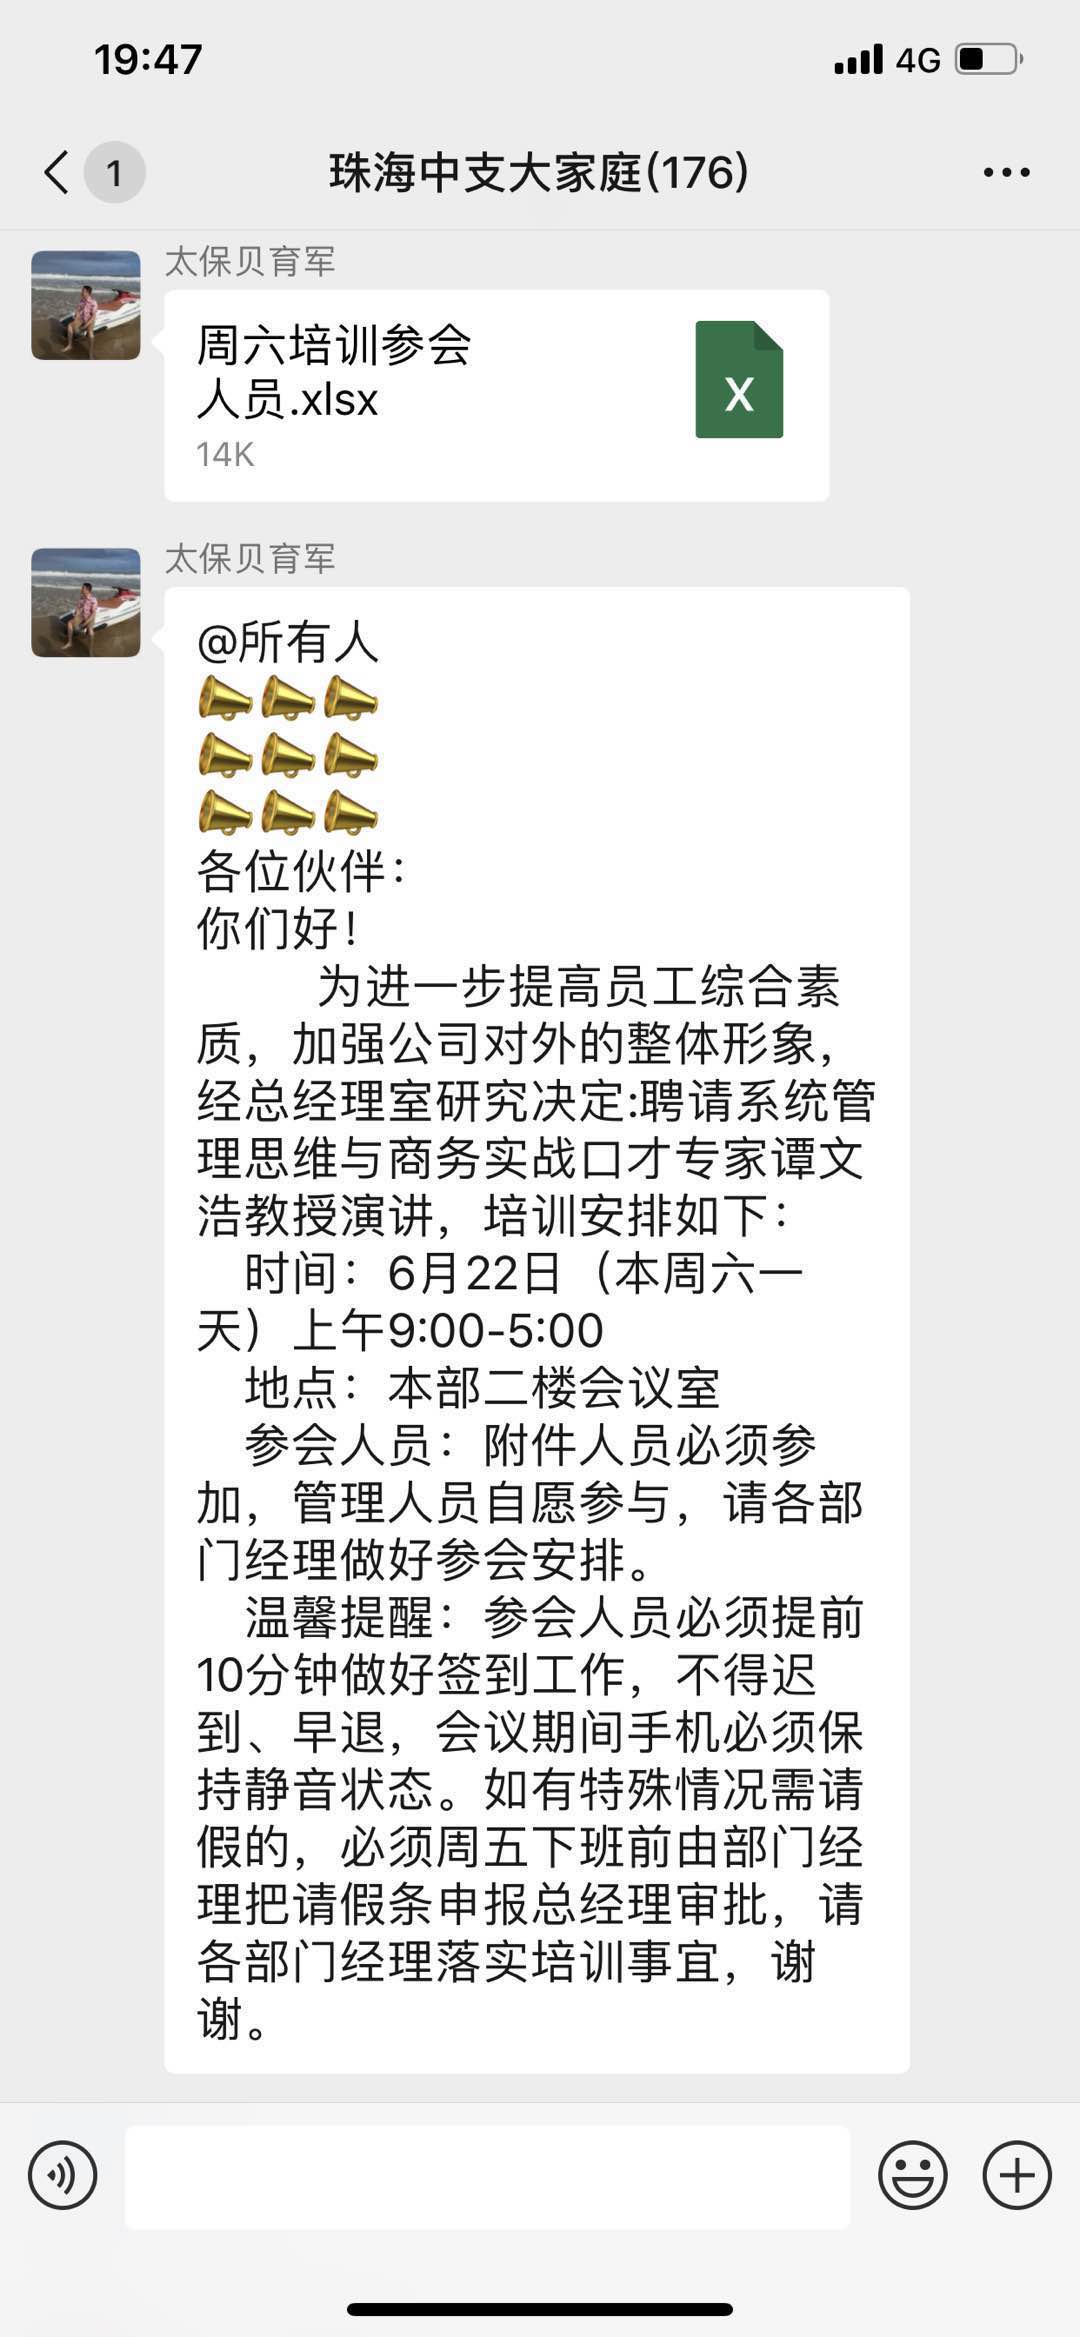 19:47
4G
1
珠海中支大家庭(176)
太保贝育军
周六培训参会
人员.xlsx
X
14K
太保贝育军
@所有人
各位伙伴：
你们好！
为进一步提高员工综合素
质，加强公司对外的整体形象，
经总经理室研究决定:聘请系统管
理思维与商务实战口才专家谭文
浩教授演讲，培训安排如下：
时间：6月22日（本周六一
天）上午9:00-5:00
地点：本部二楼会议室
参会人员：附件人员必须参
加，管理人员自愿参与，请各部
门经理做好参会安排。
温馨提醒：参会人员必须提前
10分钟做好签到工作，不得迟
到、早退，会议期间手机必须保
持静音状态。如有特殊情况需请
假的，必须周五下班前由部门经
理把请假条申报总经理审批，请
各部门经理落实培训事宜，谢
谢。